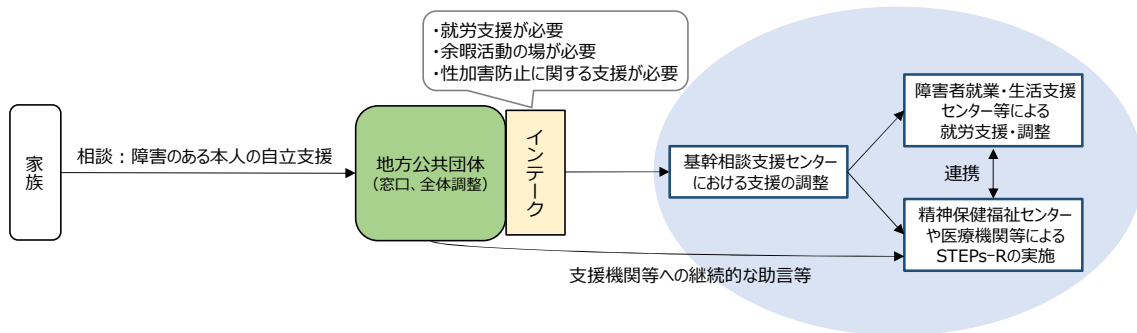 ・就労支援が必要
・余暇活動の場が必要
・性加害防止に関する支援が必要
家族
相談：障害のある本人の自立支援
地方公共団体
（窓口、全体調整）
インテーク
基幹相談支援センター
における支援の調整
障害者就業・生活支援
センター等による
就労支援・調整
連携
精神保健福祉センター
や医療機関等による
STEPs-Rの実施
支援機関等への継続的な助言等